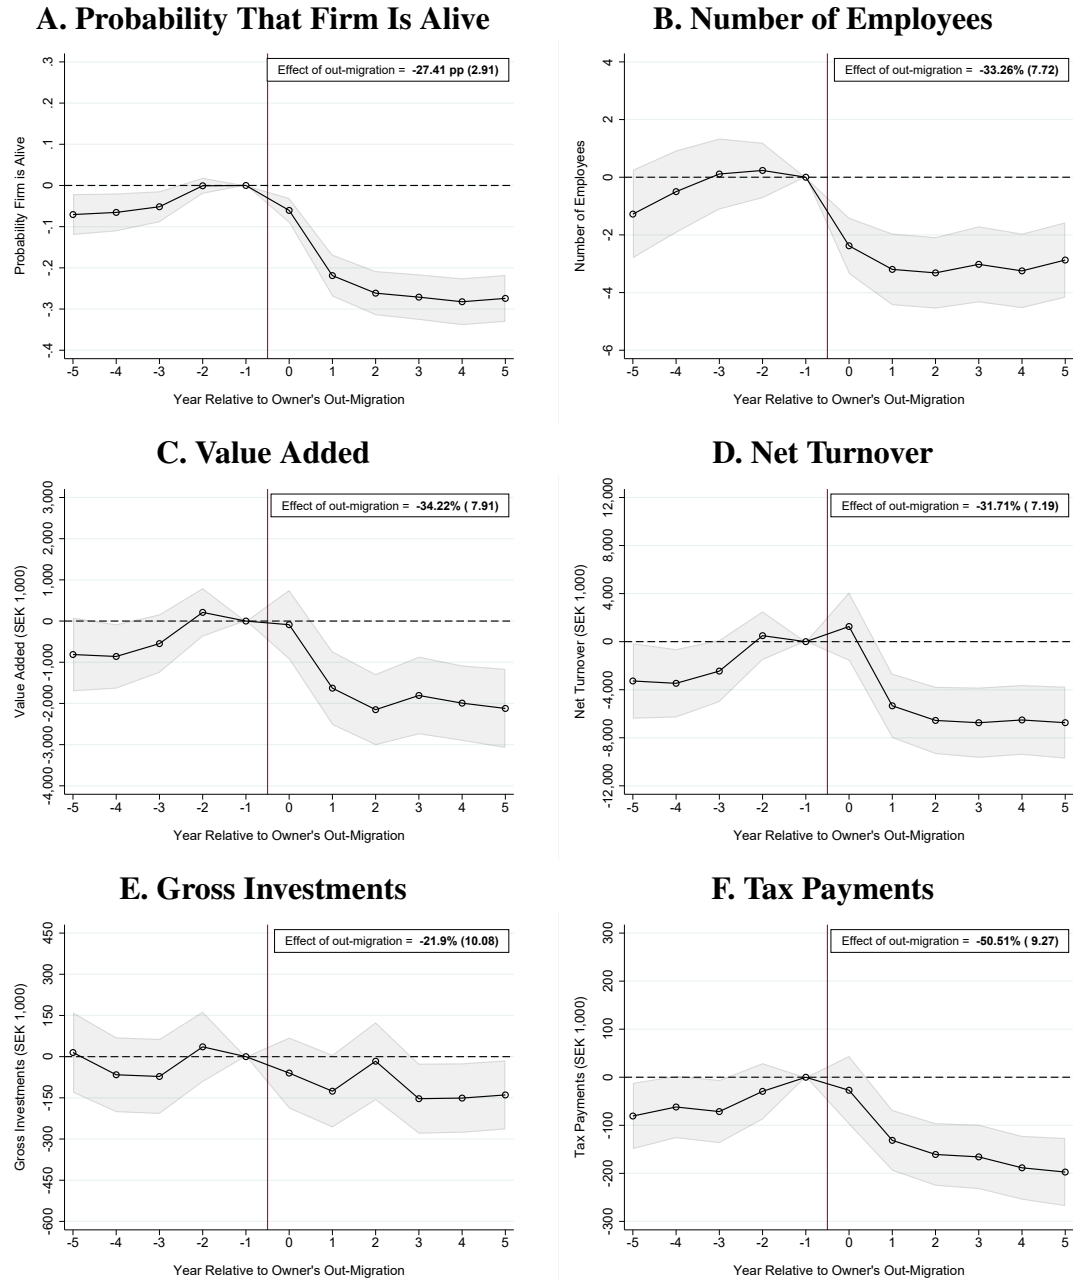 A. Probability That Firm Is Alive
Effect of out-migration = -27.41 pp (2.91)
Probability Firm is Alive
.3
.2
.1
0
-.1
-.2
-.3
-.4
-5 -4 -3 -2 -1 0 1 2 3 4 5
Year Relative to Owner's Out-Migration
B. Number of Employees
Effect of out-migration = -33.26% (7.72)
Number of Employees
4
2
0
-2
-4
-6
-5 -4 -3 -2 -1 0 1 2 3 4 5
Year Relative to Owner's Out-Migration
C. Value Added
Effect of out-migration = -34.22% ( 7.91)
Value Added (SEK 1,000)
3,000
2,000
1,000
0
-1,000
-2,000
-3,000
-4,000
-5 -4 -3 -2 -1 0 1 2 3 4 5
Year Relative to Owner's Out-Migration
D. Net Turnover
Effect of out-migration = -31.71% ( 7.19)
Net Turnover (SEK 1,000)
12,000
8,000
4,000
0
-4,000
-8,000
-12,000
-5 -4 -3 -2 -1 0 1 2 3 4 5
Year Relative to Owner's Out-Migration
E. Gross Investments
Effect of out-migration = -21.9% (10.08)
Gross Investments (SEK 1,000)
450
300
150
0
-150
-300
-450
-600
-5 -4 -3 -2 -1 0 1 2 3 4 5
Year Relative to Owner's Out-Migration
F. Tax Payments
Effect of out-migration = -50.51% ( 9.27)
Tax Payments (SEK 1,000)
300
200
100
0
-100
-200
-300
-5 -4 -3 -2 -1 0 1 2 3 4 5
Year Relative to Owner's Out-Migration